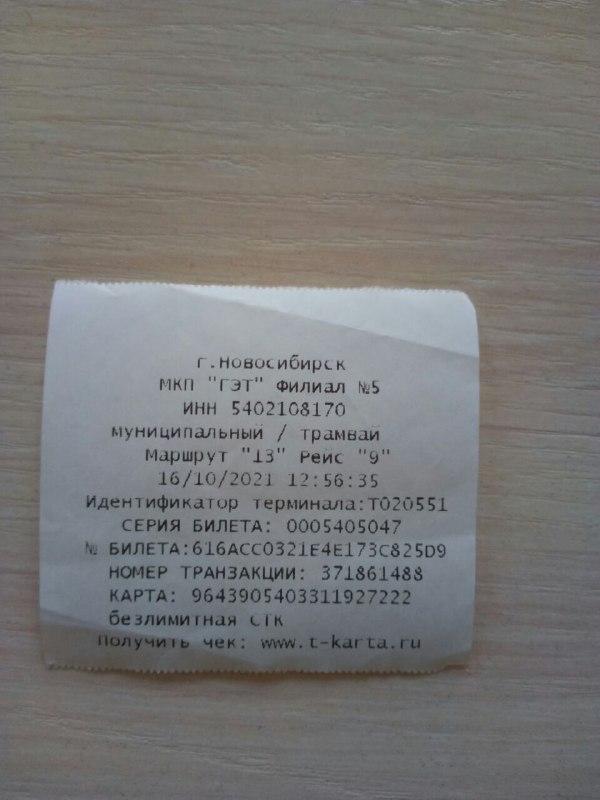 г.Новосибирск
МКП "ГЭТ" Филиал №5
ИНН 5402108170
муниципальный / трамвай
Маршрут "13" Рейс "9"
16/10/2021 12:56:35
Идентификатор терминала:T020551
СЕРИЯ БИЛЕТА: 0005405047
№ БИЛЕТА:616ACC0321E4E173C825D9
НОМЕР ТРАНЗАКЦИИ: 371861488
КАРТА: 9643905403311927222
безлимитная СТК
Получить чек: www.t-karta.ru